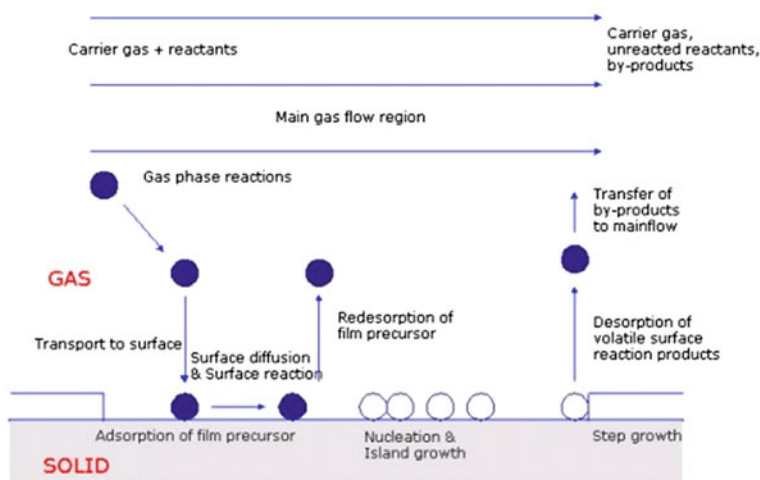 Carrier gas + reactants
Carrier gas,
unreacted reactants,
by-products
Main gas flow region
Gas phase reactions
Transfer of
by-products
to mainflow
GAS
Redesorption of
film precursor
Desorption of
volatile surface
reaction products
Transport to surface
Surface diffusion
& Surface reaction
Adsorption of film precursor
Nucleation &
Island growth
Step growth
SOLID